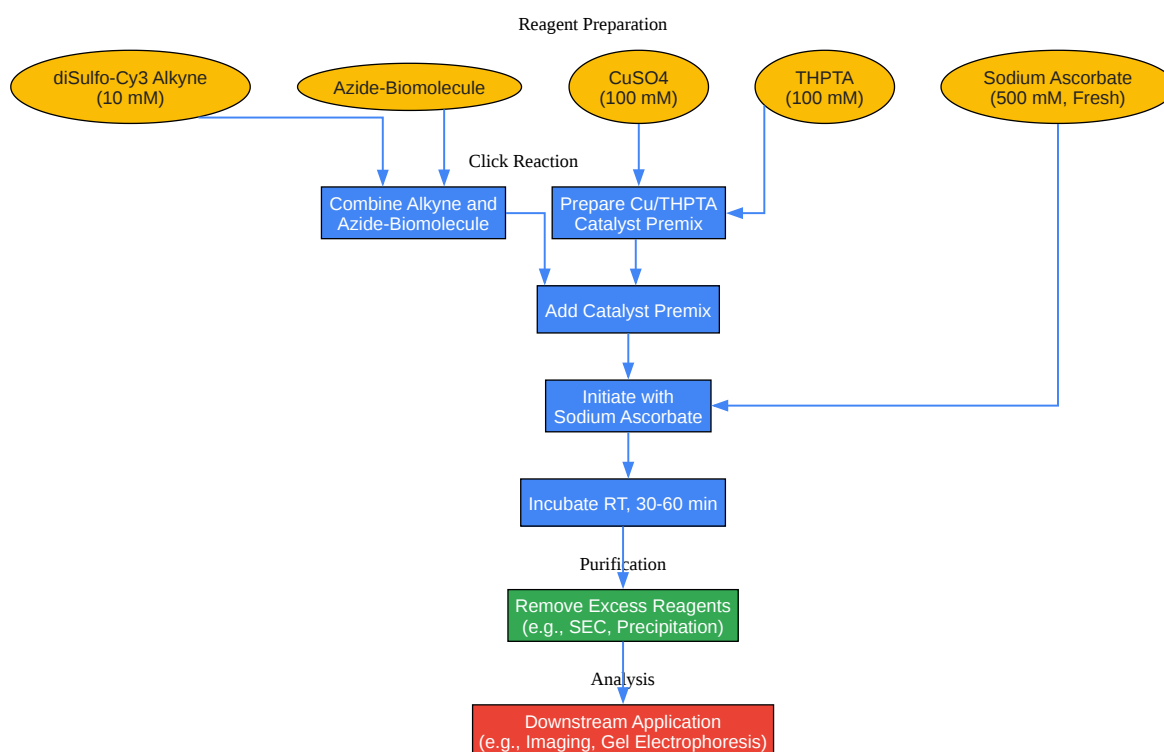 Reagent Preparation
diSulfo-Cy3 Alkyne
(10 mM)
Azide-Biomolecule
CuSO4
(100 mM)
THPTA
(100 mM)
Sodium Ascorbate
(500 mM, Fresh)
Click Reaction
Combine Alkyne and
Azide-Biomolecule
Prepare Cu/THPTA
Catalyst Premix
Add Catalyst Premix
Initiate with
Sodium Ascorbate
Incubate RT, 30-60 min
Purification
Remove Excess Reagents
(e.g., SEC, Precipitation)
Analysis
Downstream Application
(e.g., Imaging, Gel Electrophoresis)